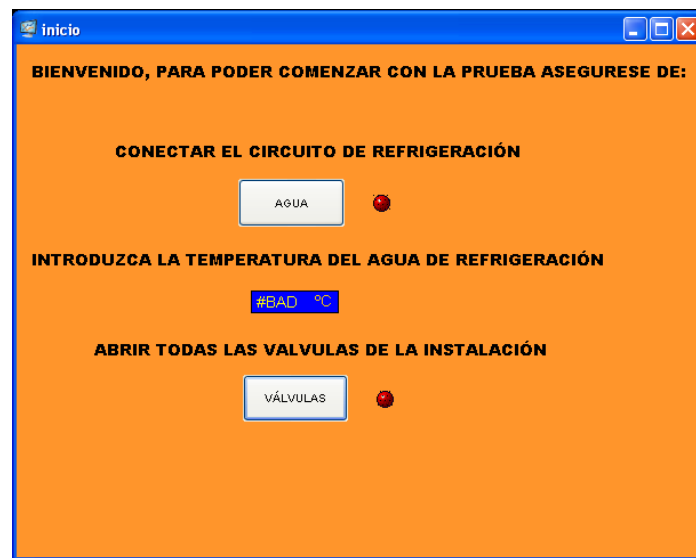 inicio
BIENVENIDO, PARA PODER COMENZAR CON LA PRUEBA ASEGURESE DE:
CONECTAR EL CIRCUITO DE REFRIGERACIÓN
AGUA
INTRODUZCA LA TEMPERATURA DEL AGUA DE REFRIGERACIÓN
#BAD ºC
ABRIR TODAS LAS VALVULAS DE LA INSTALACIÓN
VÁLVULAS